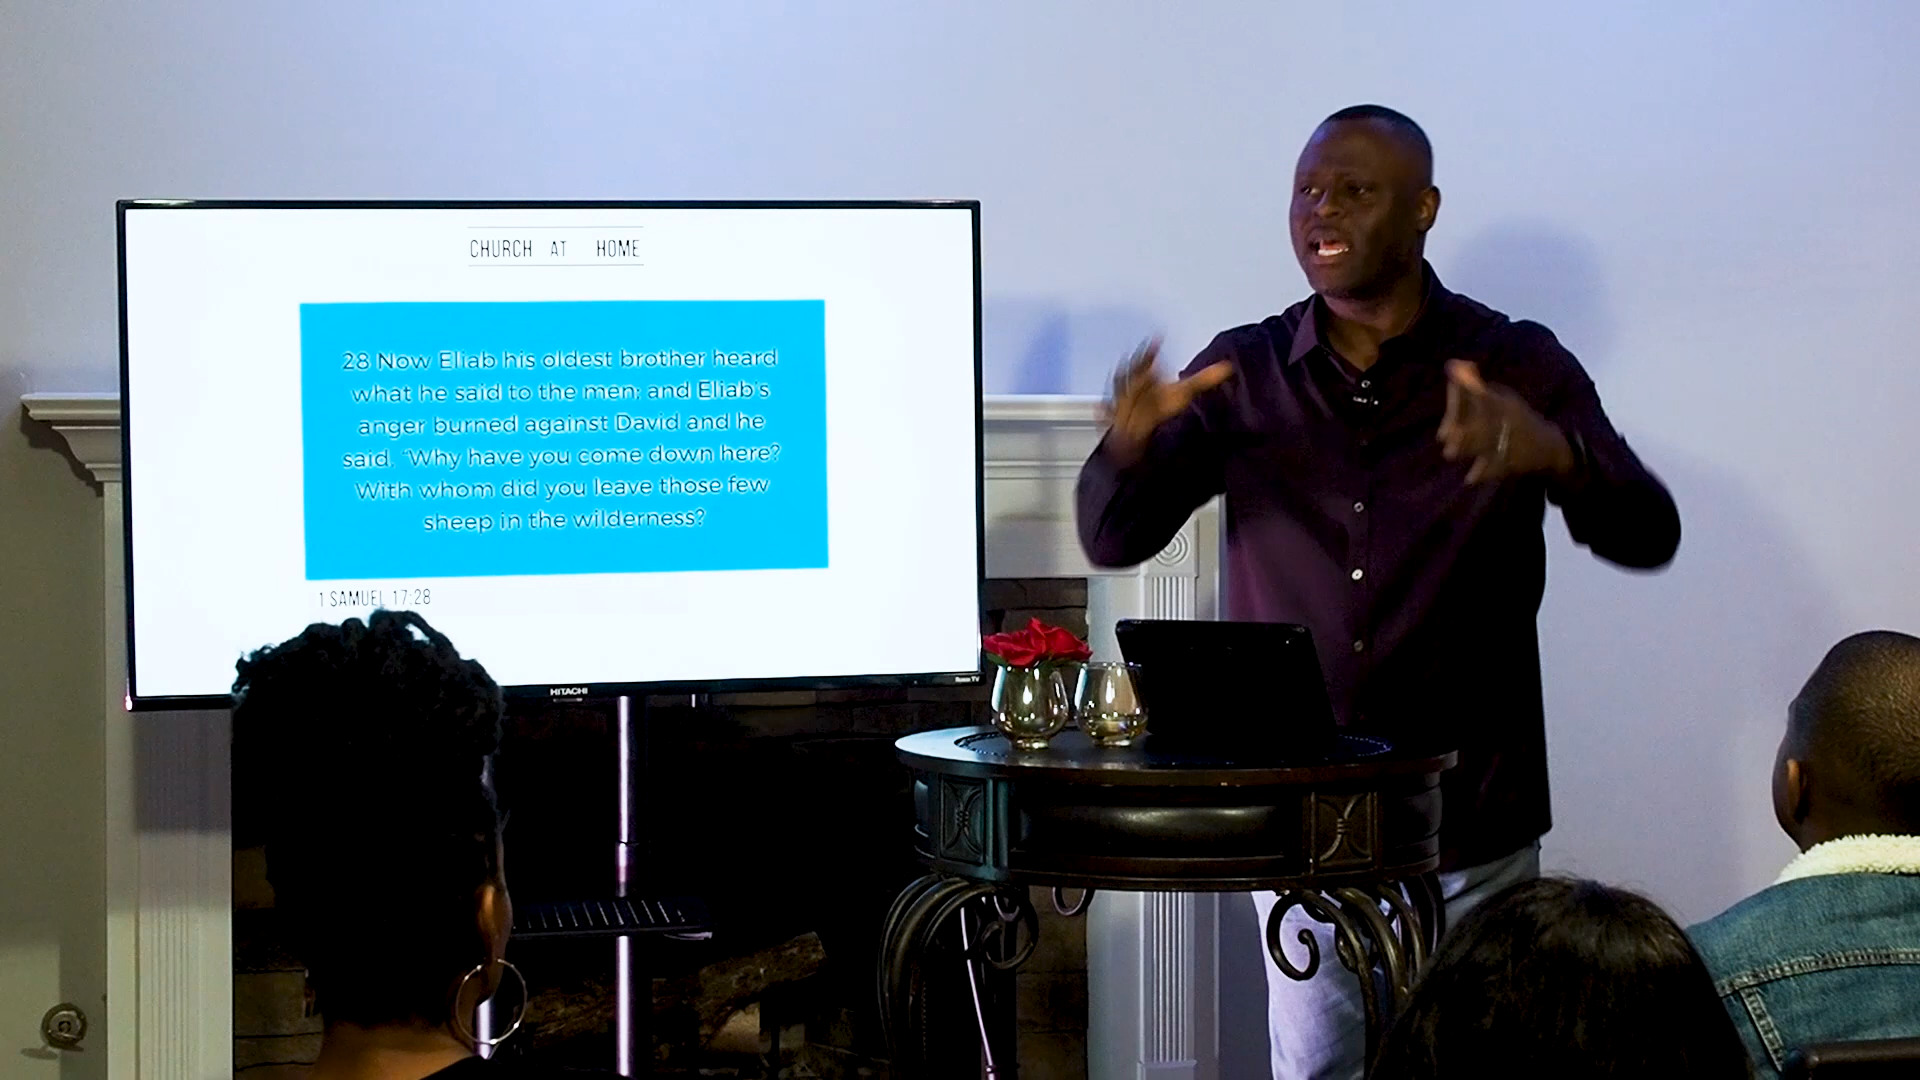 CHURCH AT HOME
28 Now Eliab his oldest brother heard
what he said to the men; and Eliab's
anger burned against David and he
said, "Why have you come down here?
With whom did you leave those few
sheep in the wilderness?
1 SAMUEL 17:28
HITACHI
Roku TV